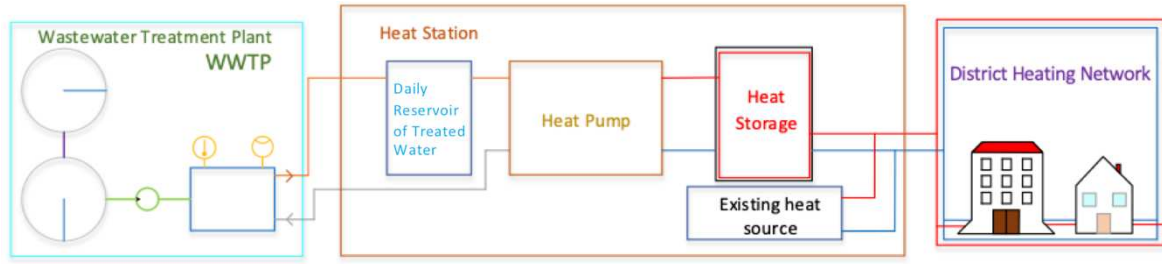 Wastewater Treatment Plant
WWTP
Heat Station
Daily
Reservoir
of Treated
Water
Heat Pump
Heat
Storage
Existing heat
source
District Heating Network